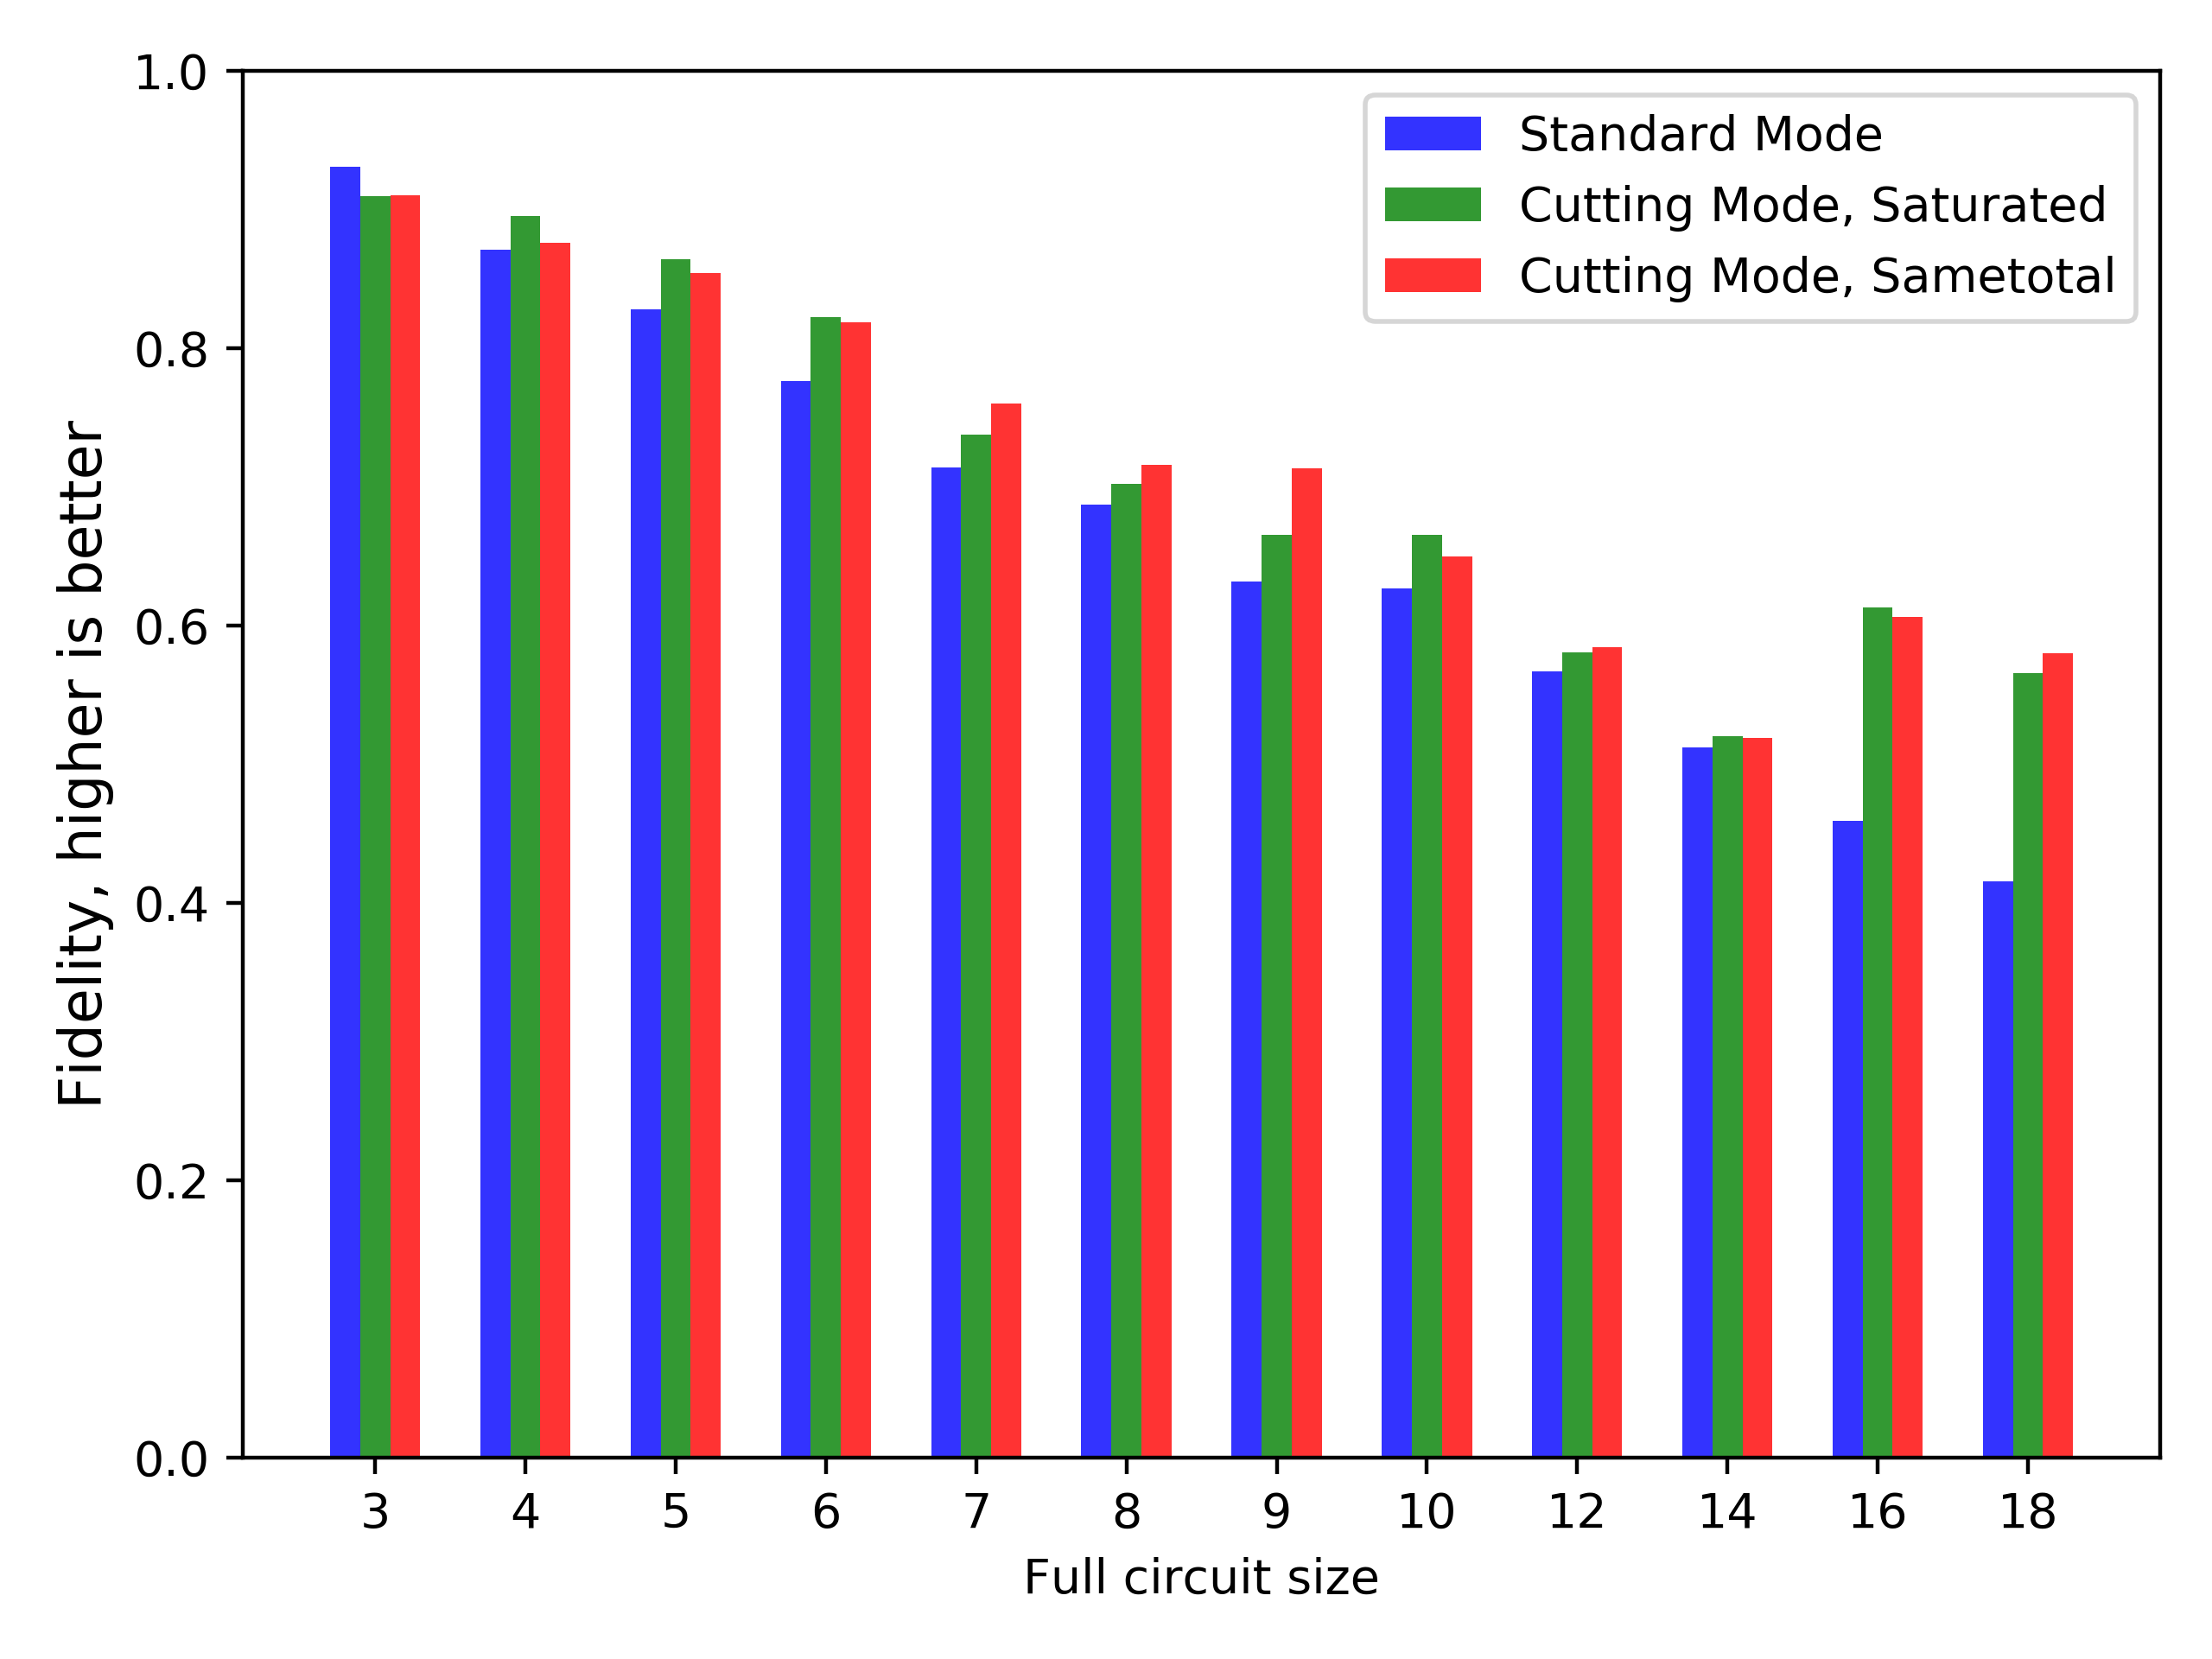 1.0
0.8
0.6
0.4
0.2
0.0
Fidelity, higher is better
Standard Mode
Cutting Mode, Saturated
Cutting Mode, Sametotal
3 4 5 6 7 8 9 10 12 14 16 18
Full circuit size